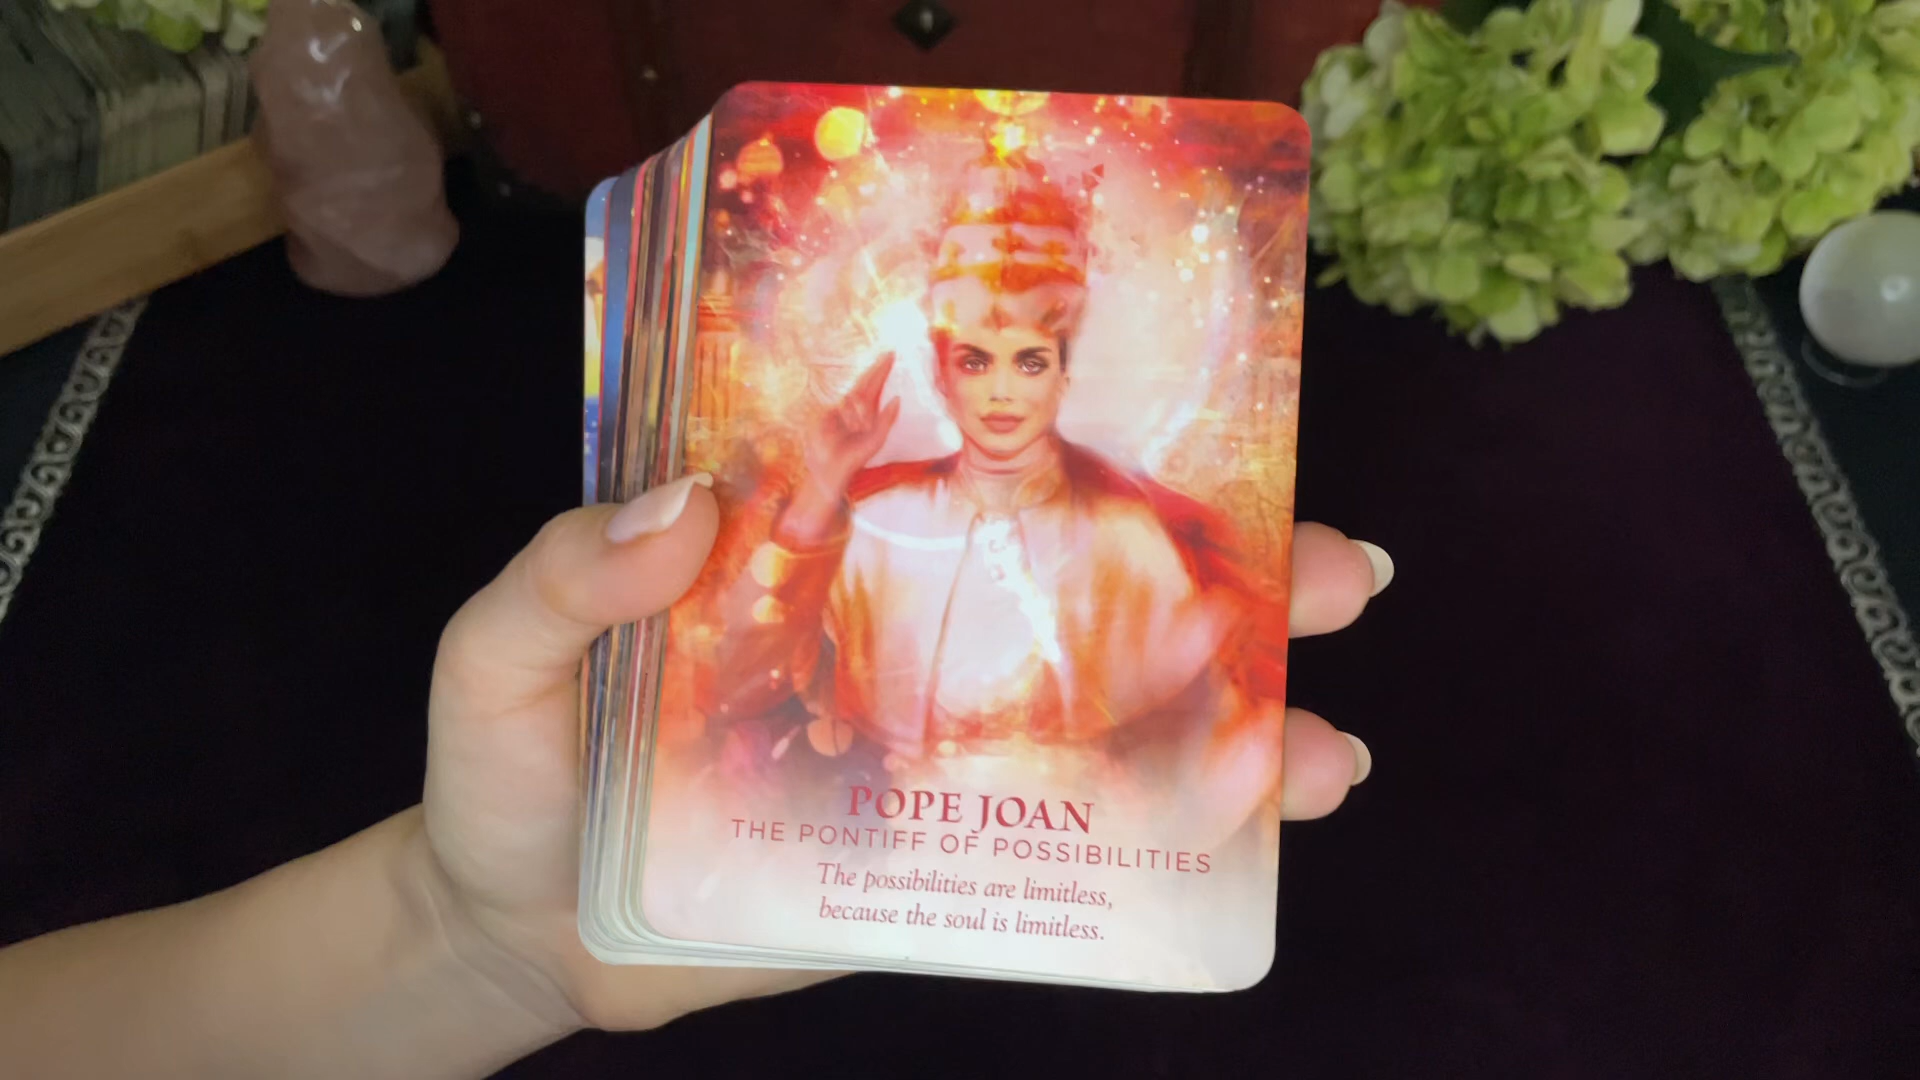 POPE JOAN
THE PONTIFF OF POSSIBILITIES
The possibilities are limitless,
because the soul is limitless.